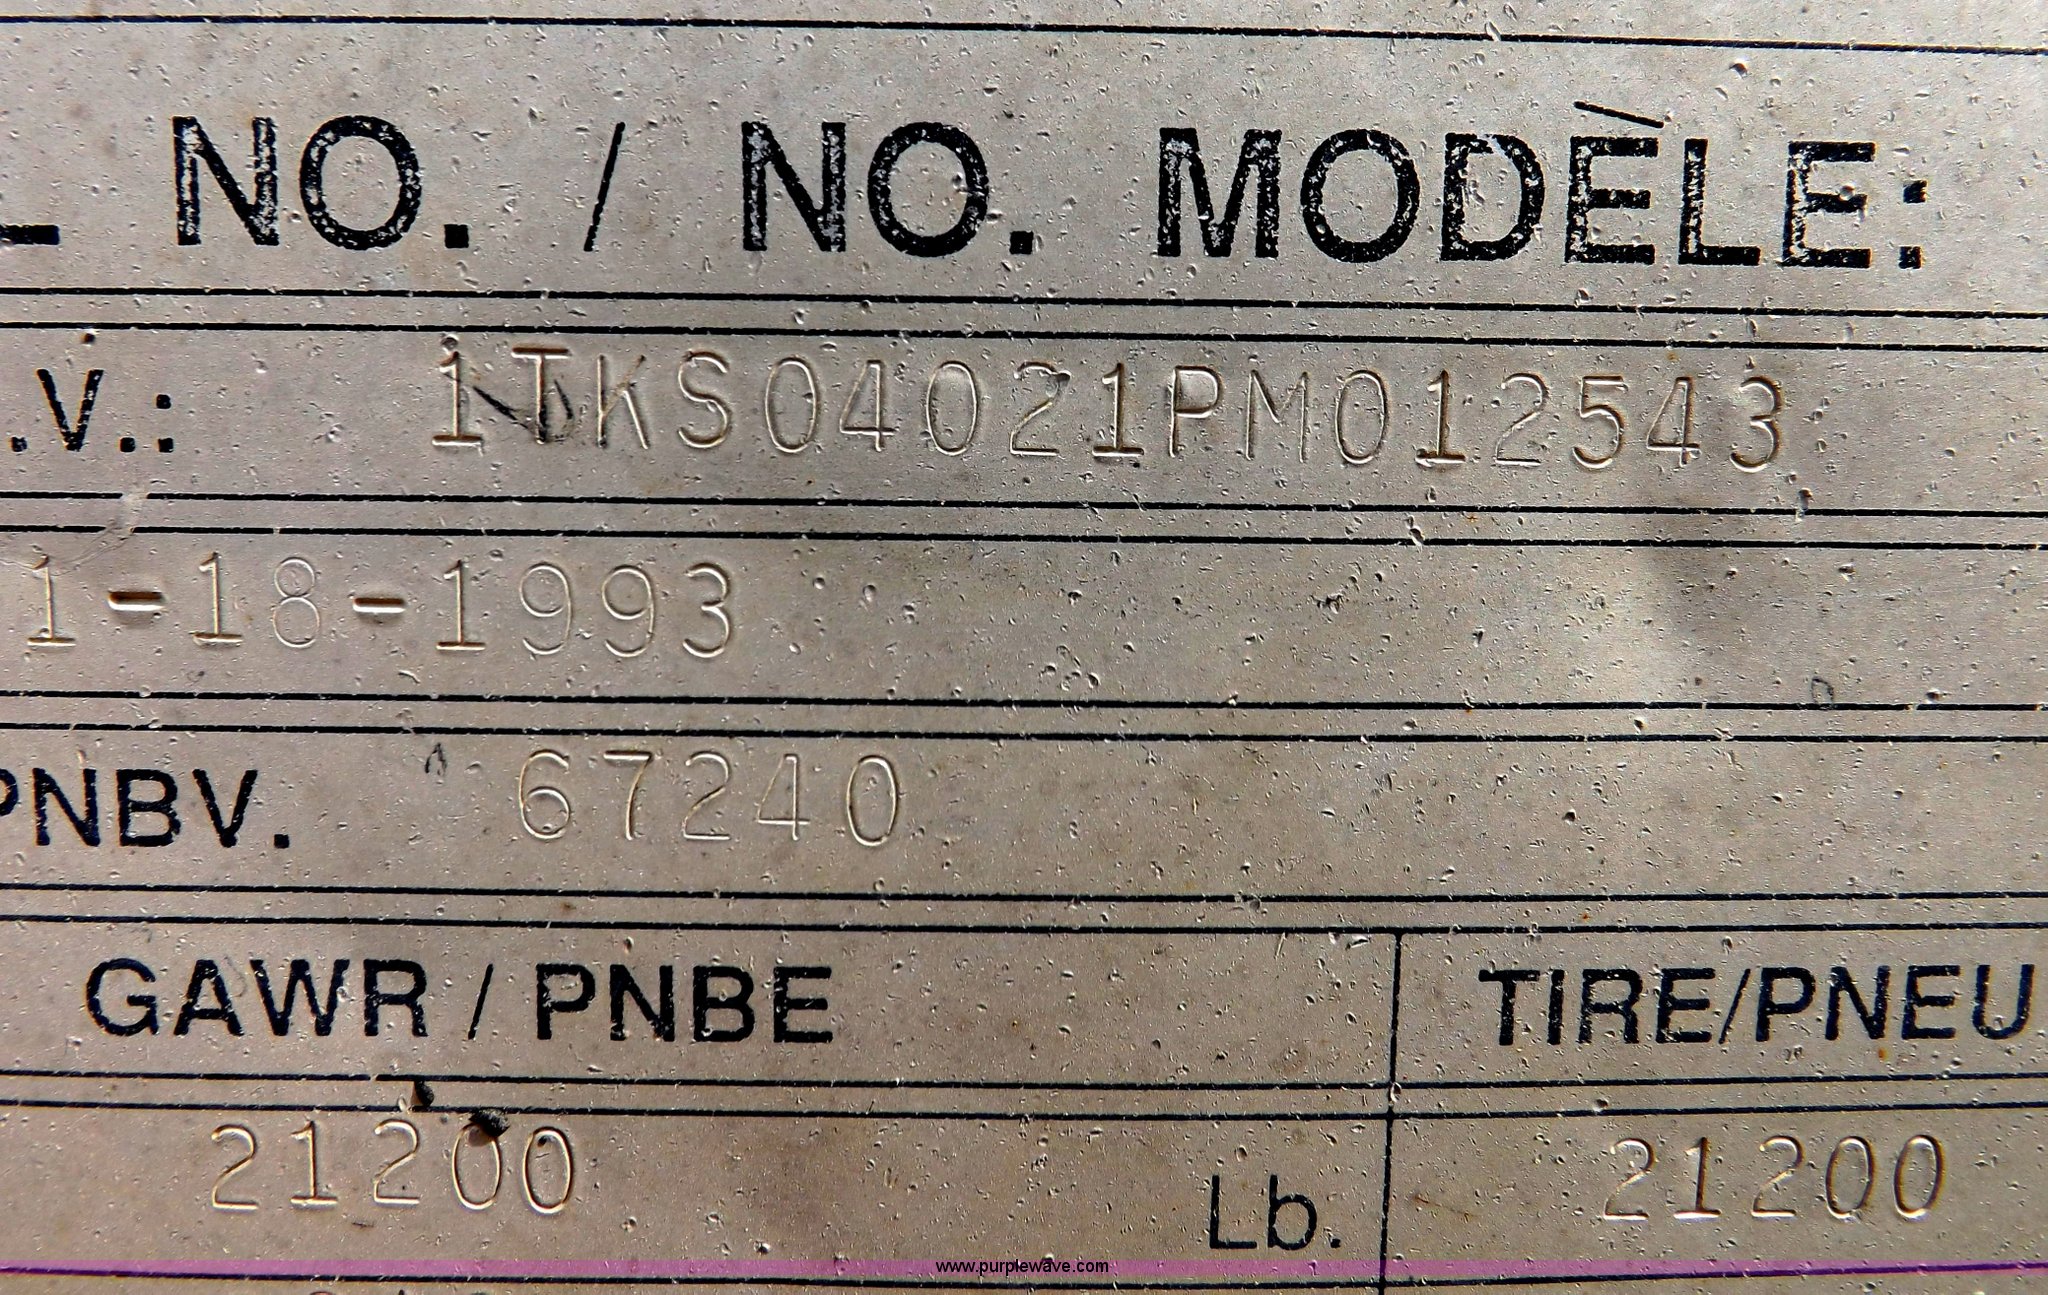 L NO. / NO. MODÈLE:
.V.: 1TKS04021PM012543
1-18-1993
PNBV. 67240
GAWR / PNBE TIRE/PNEU
21200 Lb. 21200
www.purplewave.com